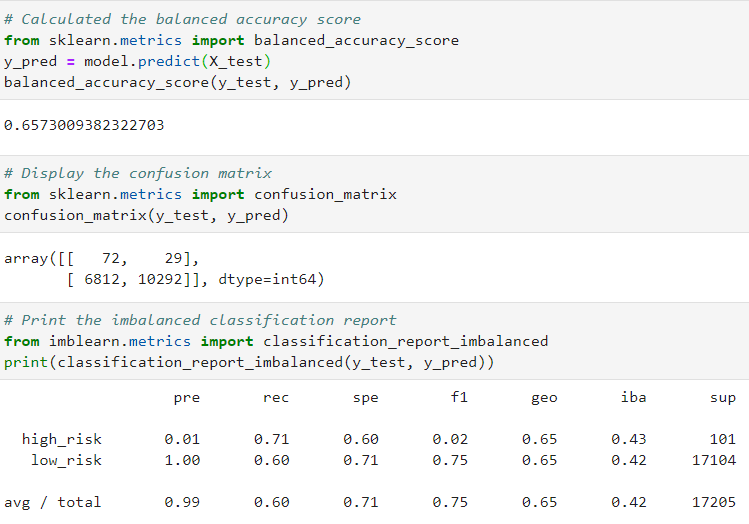 # Calculated the balanced accuracy score
from sklearn.metrics import balanced_accuracy_score
y_pred = model.predict(X_test)
balanced_accuracy_score(y_test, y_pred)
0.6573009382322703
# Display the confusion matrix
from sklearn.metrics import confusion_matrix
confusion_matrix(y_test, y_pred)
array([[   72,    29],
       [ 6812, 10292]], dtype=int64)
# Print the imbalanced classification report
from imblearn.metrics import classification_report_imbalanced
print(classification_report_imbalanced(y_test, y_pred))
                   pre       rec       spe        f1       geo       iba       sup
  high_risk       0.01      0.71      0.60      0.02      0.65      0.43       101
   low_risk       1.00      0.60      0.71      0.75      0.65      0.42     17104
avg / total       0.99      0.60      0.71      0.75      0.65      0.42     17205